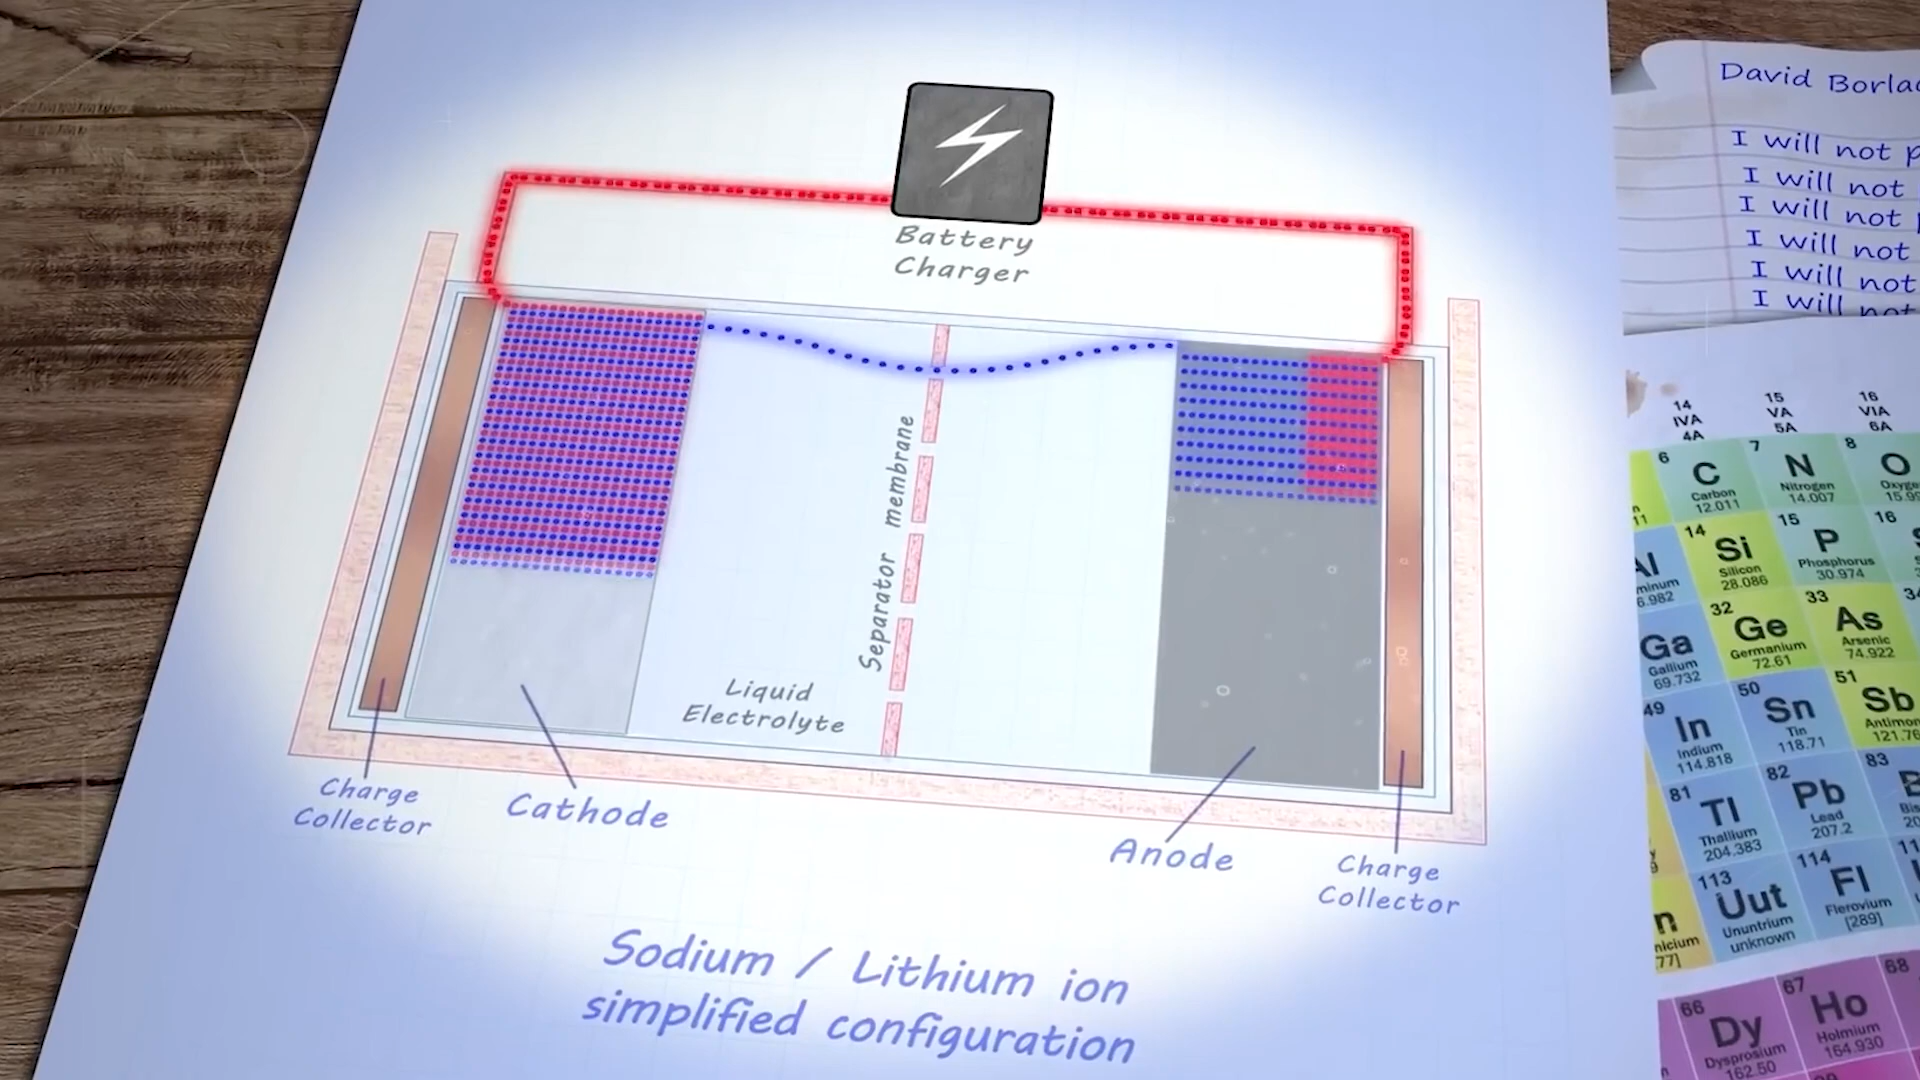 Battery
Charger
Separator membrane
Liquid
Electrolyte
Charge
Collector
Cathode
Anode
Charge
Collector
Sodium / Lithium ion
simplified configuration
David
I will not
I will not
I will not
I will not
I will not
I will not
14
IVA
4A
15
VA
5A
16
VIA
6A
6
C
Carbon
12.011
7
N
Nitrogen
14.007
8
O
14
Si
Silicon
28.086
15
P
Phosphorus
30.974
16
Ga
Gallium
69.732
32
Ge
Germanium
72.61
33
As
Arsenic
74.922
49
In
Indium
114.818
50
Sn
Tin
118.71
51
Sb
81
Tl
Thallium
204.383
82
Pb
Lead
207.2
83
113
Uut
Ununtrium
unknown
114
Fl
Flerovium
[289]
66
Dy
Dysprosium
162.50
67
Ho
Holmium
164.930
68